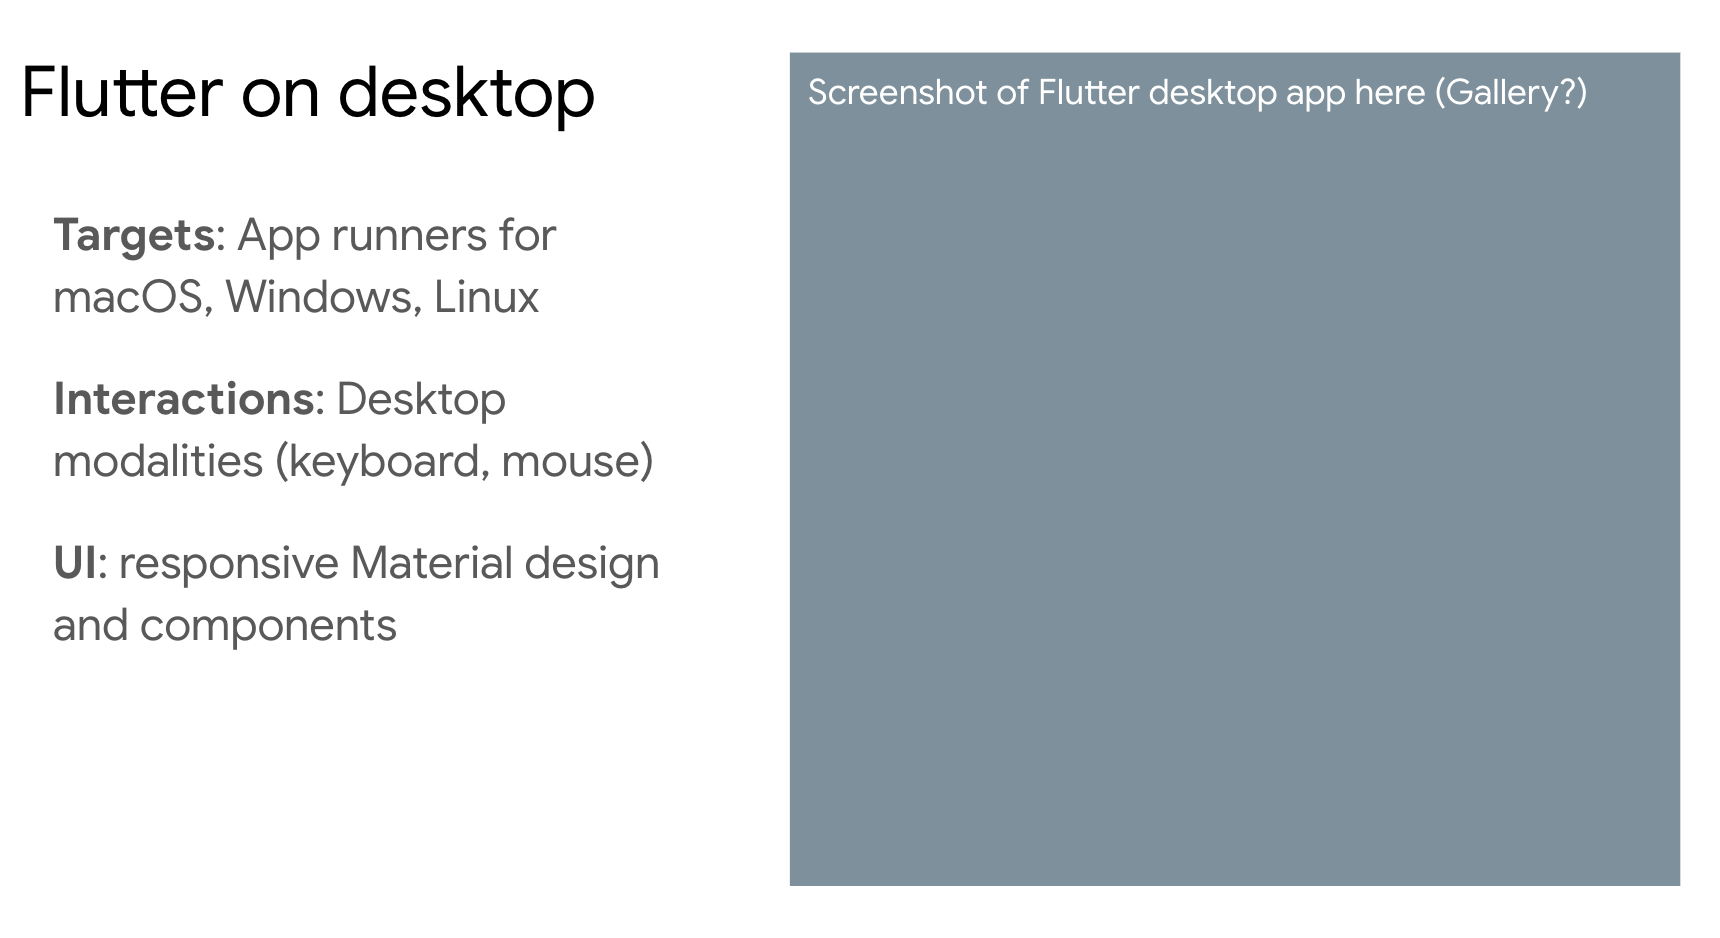 Flutter on desktop
Targets: App runners for
macOS, Windows, Linux
Interactions: Desktop
modalities (keyboard, mouse)
UI: responsive Material design
and components
Screenshot of Flutter desktop app here (Gallery?)